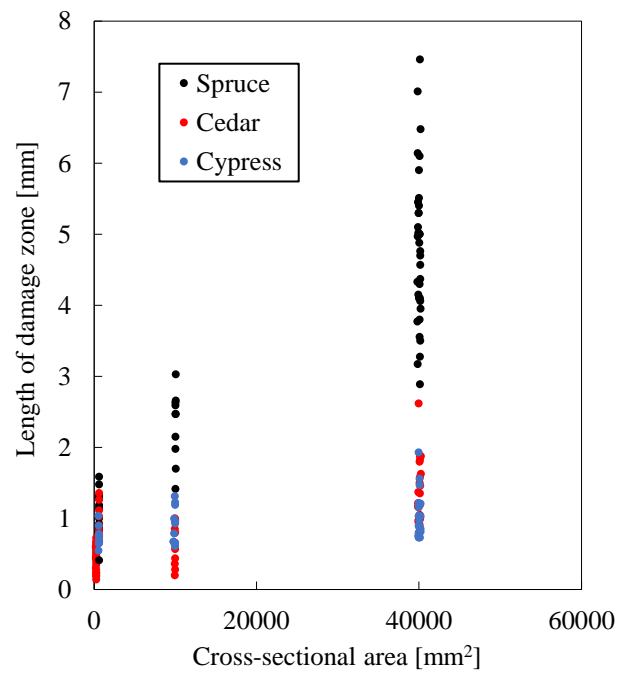 8
7
6
5
4
3
2
1
0
Length of damage zone [mm]
Spruce
Cedar
Cypress
0 20000 40000 60000
Cross-sectional area [mm²]